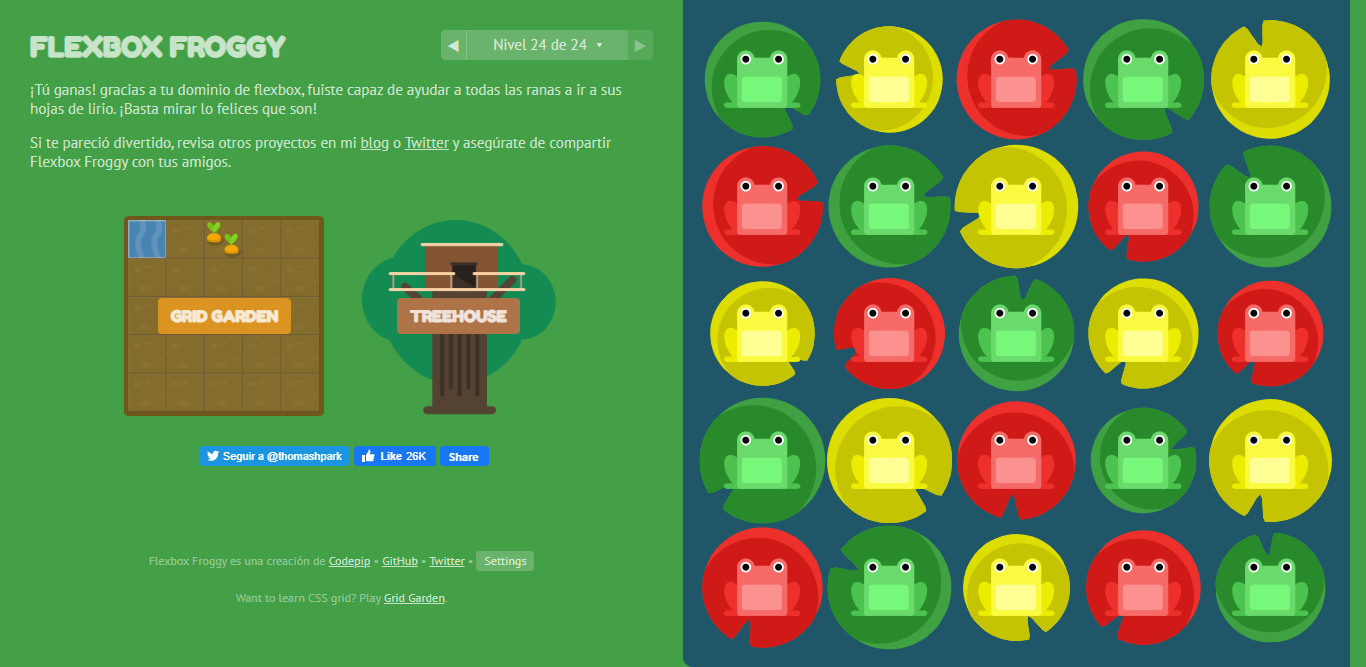 FLEXBOX FROGGY
Nivel 24 de 24
¡Tú ganas! gracias a tu dominio de flexbox, fuiste capaz de ayudar a todas las ranas a ir a sus
hojas de lirio. ¡Basta mirar lo felices que son!
Si te pareció divertido, revisa otros proyectos en mi blog o Twitter y asegúrate de compartir
Flexbox Froggy con tus amigos.
GRID GARDEN
TREEHOUSE
Seguir a @thomashpark
Like 26K
Share
Flexbox Froggy es una creación de Codepip • GitHub • Twitter • Settings
Want to learn CSS grid? Play Grid Garden.